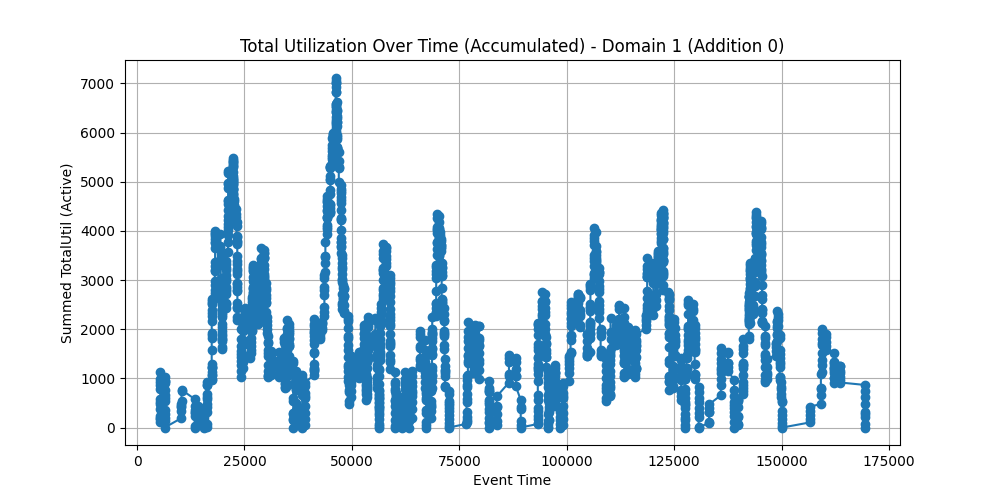 Total Utilization Over Time (Accumulated) - Domain 1 (Addition 0)
Summed TotalUtil (Active)
7000
6000
5000
4000
3000
2000
1000
0
0 25000 50000 75000 100000 125000 150000 175000
Event Time